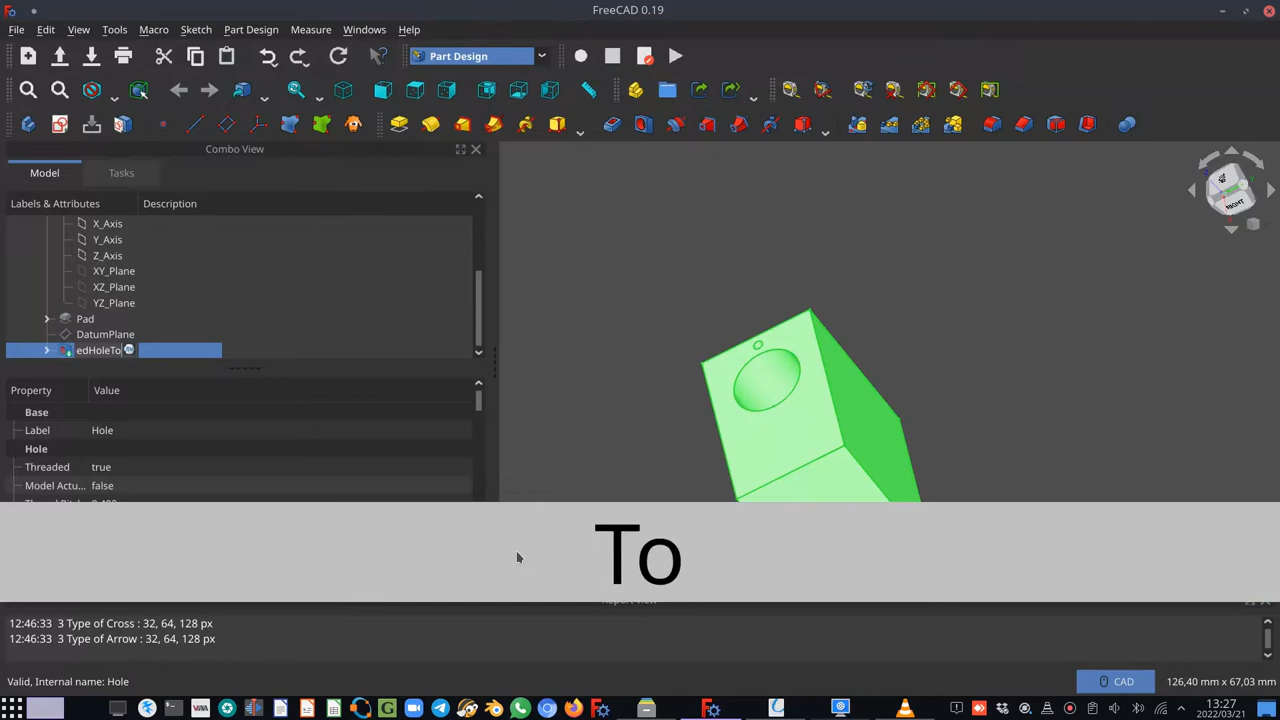 FreeCAD 0.19
File Edit View Tools Macro Sketch Part Design Measure Windows Help
Part Design
Combo View
Model Tasks
Labels & Attributes Description
X_Axis
Y_Axis
Z_Axis
XY_Plane
XZ_Plane
YZ_Plane
Pad
DatumPlane
edHoleTo
Property Value
Base
Label Hole
Hole
Threaded true
Model Actu... false
RIGHT
To
12:46:33 3 Type of Cross : 32, 64, 128 px
12:46:33 3 Type of Arrow : 32, 64, 128 px
Valid, Internal name: Hole
CAD
126,40 mm x 67,03 mm
13:27
2022/03/21